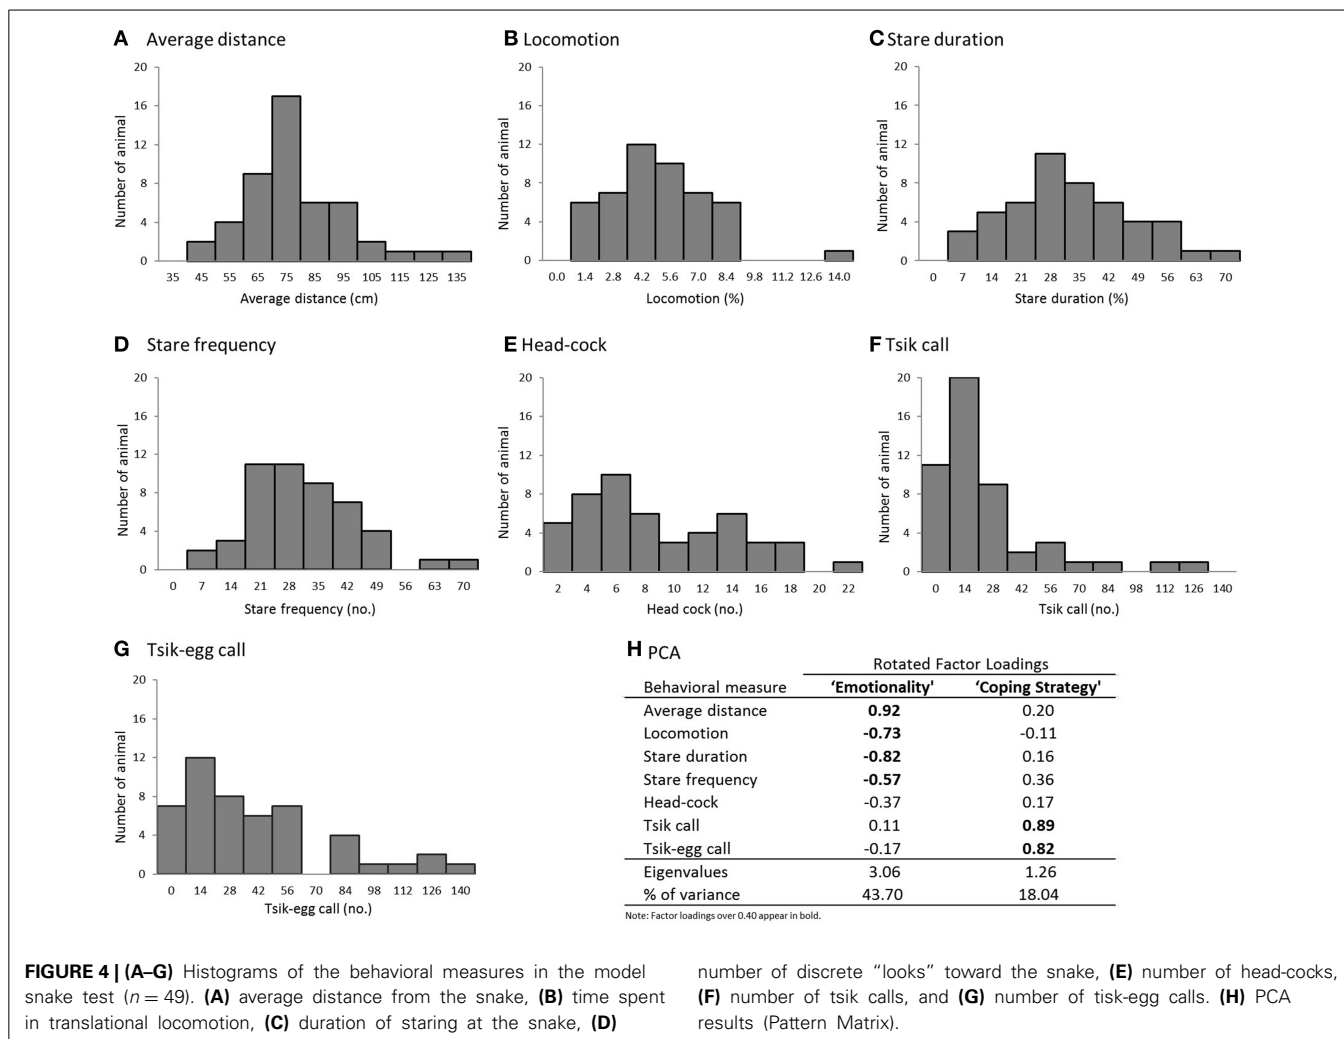 A Average distance
20
16
12
8
4
0
Number of animal
35 45 55 65 75 85 95 105 115 125 135
Average distance (cm)
B Locomotion
20
16
12
8
4
0
Number of animal
0.0 1.4 2.8 4.2 5.6 7.0 8.4 9.8 11.2 12.6 14.0
Locomotion (%)
C Stare duration
20
16
12
8
4
0
Number of animal
0 7 14 21 28 35 42 49 56 63 70
Stare duration (%)
D Stare frequency
20
16
12
8
4
0
Number of animal
0 7 14 21 28 35 42 49 56 63 70
Stare frequency (no.)
E Head-cock
20
16
12
8
4
0
Number of animal
2 4 6 8 10 12 14 16 18 20 22
Head cock (no.)
F Tsik call
20
16
12
8
4
0
Number of animal
0 14 28 42 56 70 84 98 112 126 140
Tsik call (no.)
G Tsik-egg call
20
16
12
8
4
0
Number of animal
0 14 28 42 56 70 84 98 112 126 140
Tsik-egg call (no.)
H PCA
Rotated Factor Loadings
Behavioral measure 'Emotionality' 'Coping Strategy'
Average distance 0.92 0.20
Locomotion -0.73 -0.11
Stare duration -0.82 0.16
Stare frequency -0.57 0.36
Head-cock -0.37 0.17
Tsik call 0.11 0.89
Tsik-egg call -0.17 0.82
Eigenvalues 3.06 1.26
% of variance 43.70 18.04
Note: Factor loadings over 0.40 appear in bold.
FIGURE 4 | (A–G) Histograms of the behavioral measures in the model
snake test (n = 49). (A) average distance from the snake, (B) time spent
in translational locomotion, (C) duration of staring at the snake, (D)
number of discrete “looks” toward the snake, (E) number of head-cocks,
(F) number of tsik calls, and (G) number of tisk-egg calls. (H) PCA
results (Pattern Matrix).